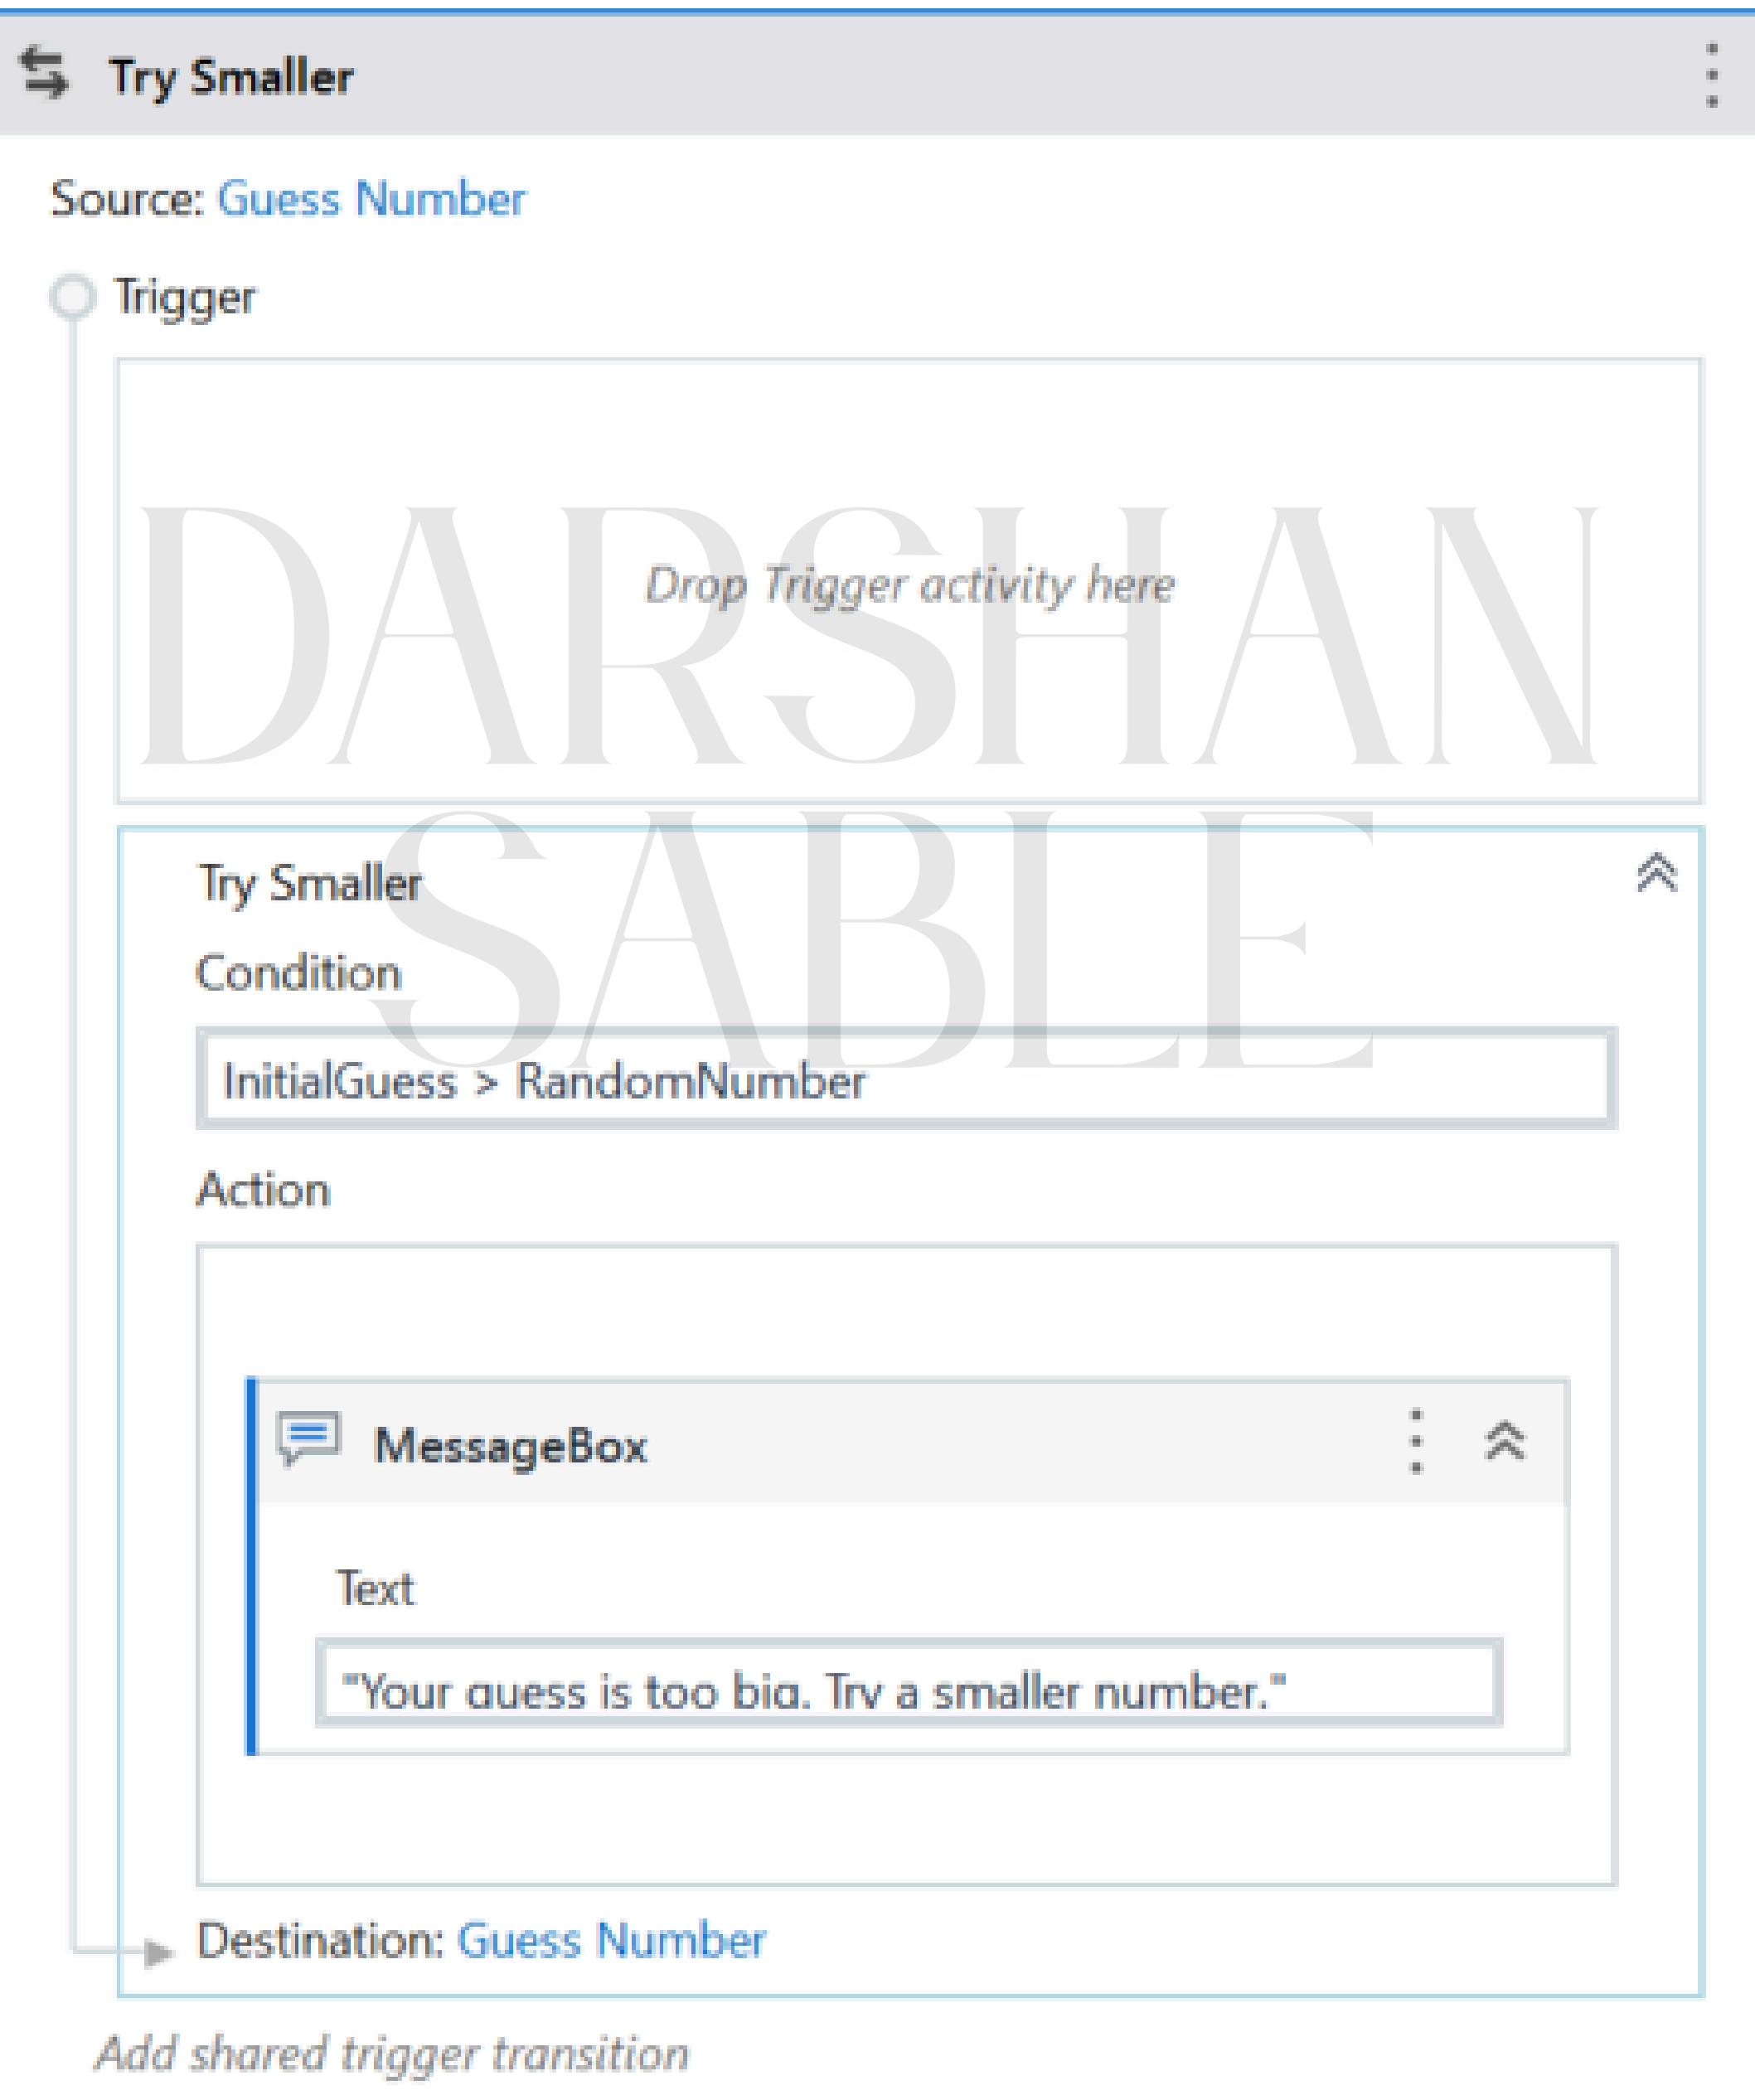 Try Smaller
Source: Guess Number
Trigger
Drop Trigger activity here
DARSHAN
SABLE
Try Smaller
Condition
InitialGuess > RandomNumber
Action
MessageBox
Text
"Your guess is too big. Try a smaller number."
Destination: Guess Number
Add shared trigger transition